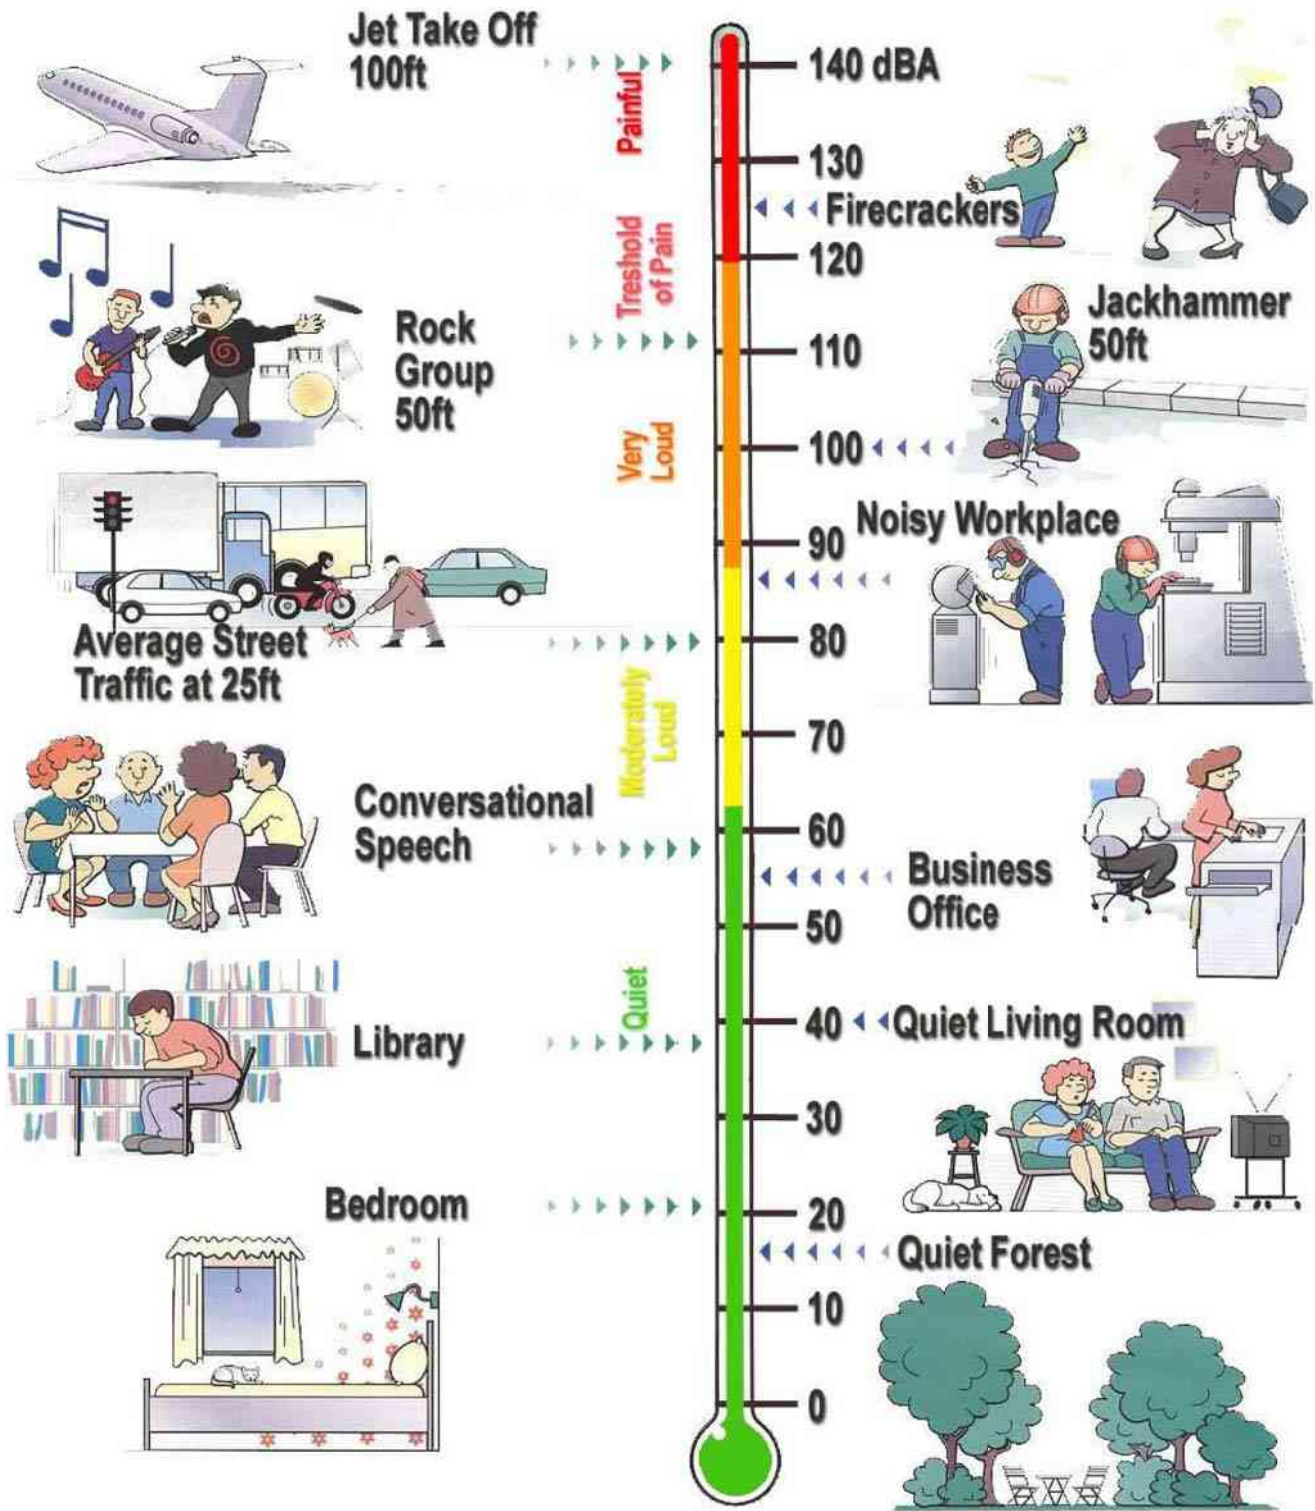 Jet Take Off
100ft
140 dBA
Painful
130
Firecrackers
120
Treshold
of Pain
Jackhammer
50ft
Rock
Group
50ft
110
Very
Loud
100
Noisy Workplace
90
Average Street
Traffic at 25ft
80
Moderately
Loud
70
Conversational
Speech
60
Business
Office
50
Quiet
40
Quiet Living Room
Library
30
Bedroom
20
Quiet Forest
10
0